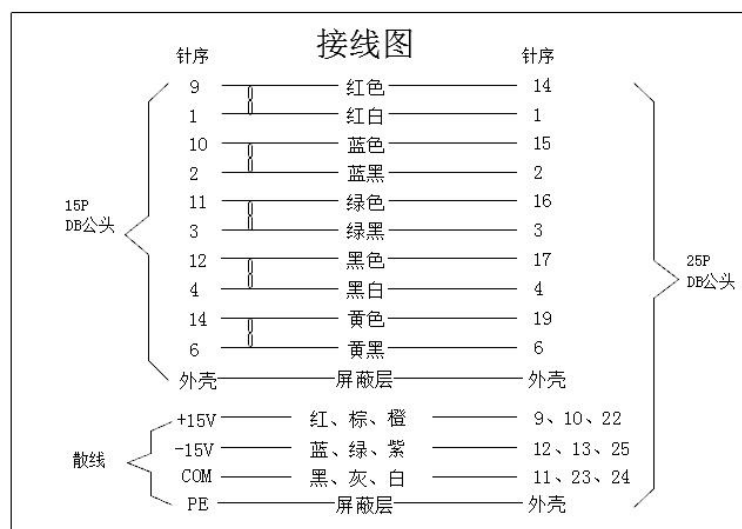 接线图
针序 针序
9 红色 14
1 红白 1
10 蓝色 15
2 蓝黑 2
11 绿色 16
3 绿黑 3
15P
DB公头
12 黑色 17
4 黑白 4
25P
DB公头
14 黄色 19
6 黄黑 6
外壳 屏蔽层 外壳
+15V 红、棕、橙 9、10、22
-15V 蓝、绿、紫 12、13、25
散线
COM 黑、灰、白 11、23、24
PE 屏蔽层 外壳